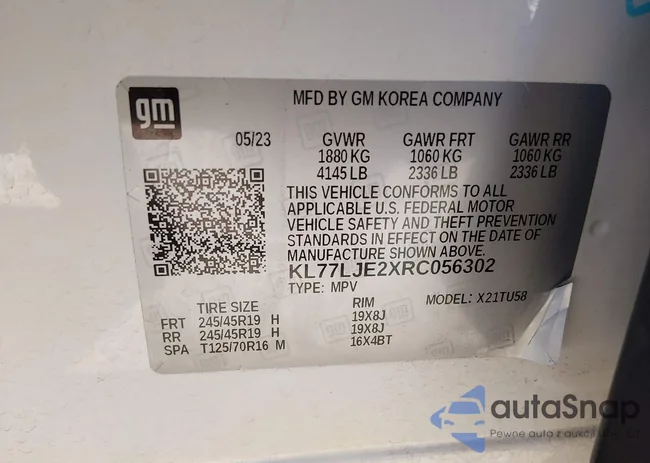 gm
MFD BY GM KOREA COMPANY
05/23 GVWR GAWR FRT GAWR RR
1880 KG 1060 KG 1060 KG
4145 LB 2336 LB 2336 LB
THIS VEHICLE CONFORMS TO ALL
APPLICABLE U.S. FEDERAL MOTOR
VEHICLE SAFETY AND THEFT PREVENTION
STANDARDS IN EFFECT ON THE DATE OF
MANUFACTURE SHOWN ABOVE.
KL77LJE2XRC056302
TYPE: MPV MODEL: X21TU58
TIRE SIZE RIM
FRT 245/45R19 H 19X8J
RR 245/45R19 H 19X8J
SPA T125/70R16 M 16X4BT
autaSnap
Pewne auta z aukcji